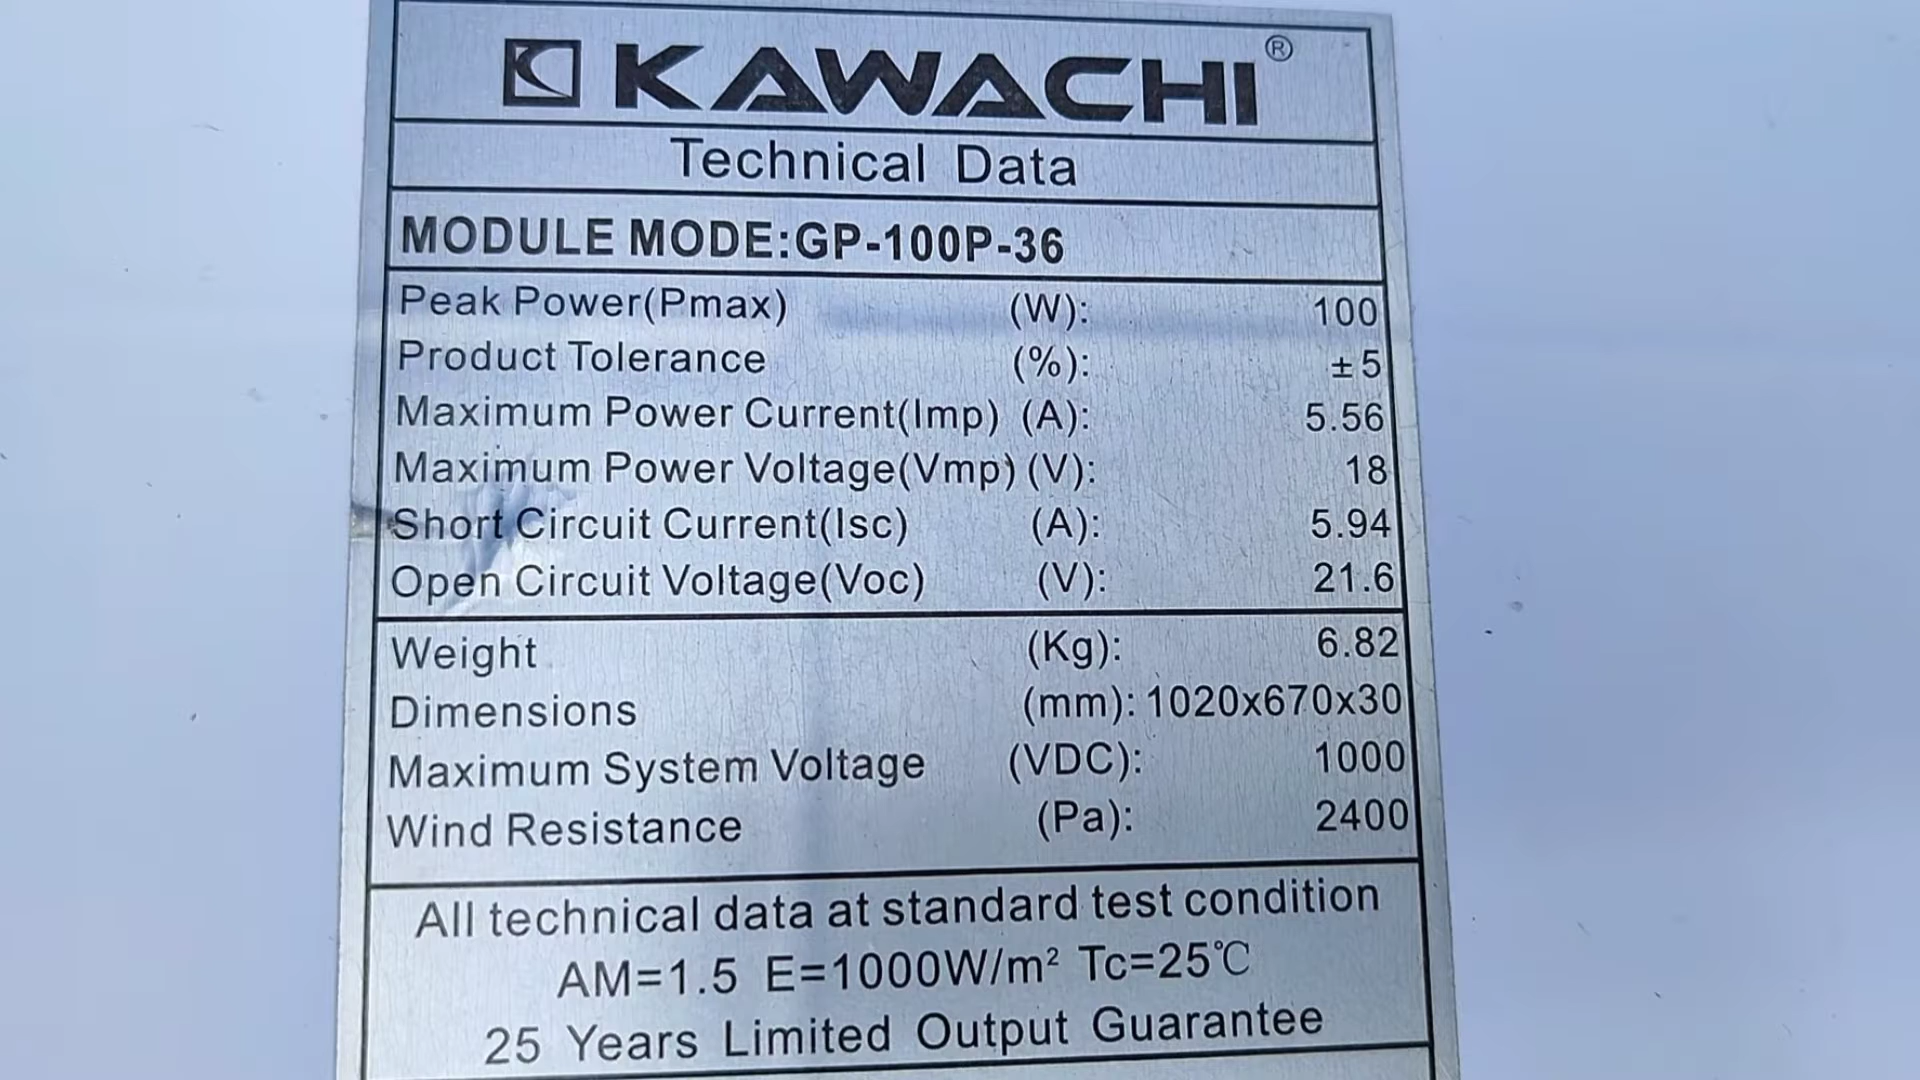 KAWACHI®
Technical Data
MODULE MODE:GP-100P-36
Peak Power(Pmax) (W): 100
Product Tolerance (%): ±5
Maximum Power Current(Imp) (A): 5.56
Maximum Power Voltage(Vmp) (V): 18
Short Circuit Current(Isc) (A): 5.94
Open Circuit Voltage(Voc) (V): 21.6
Weight (Kg): 6.82
Dimensions (mm): 1020x670x30
Maximum System Voltage (VDC): 1000
Wind Resistance (Pa): 2400
All technical data at standard test condition
AM=1.5 E=1000W/m² Tc=25℃
25 Years Limited Output Guarantee